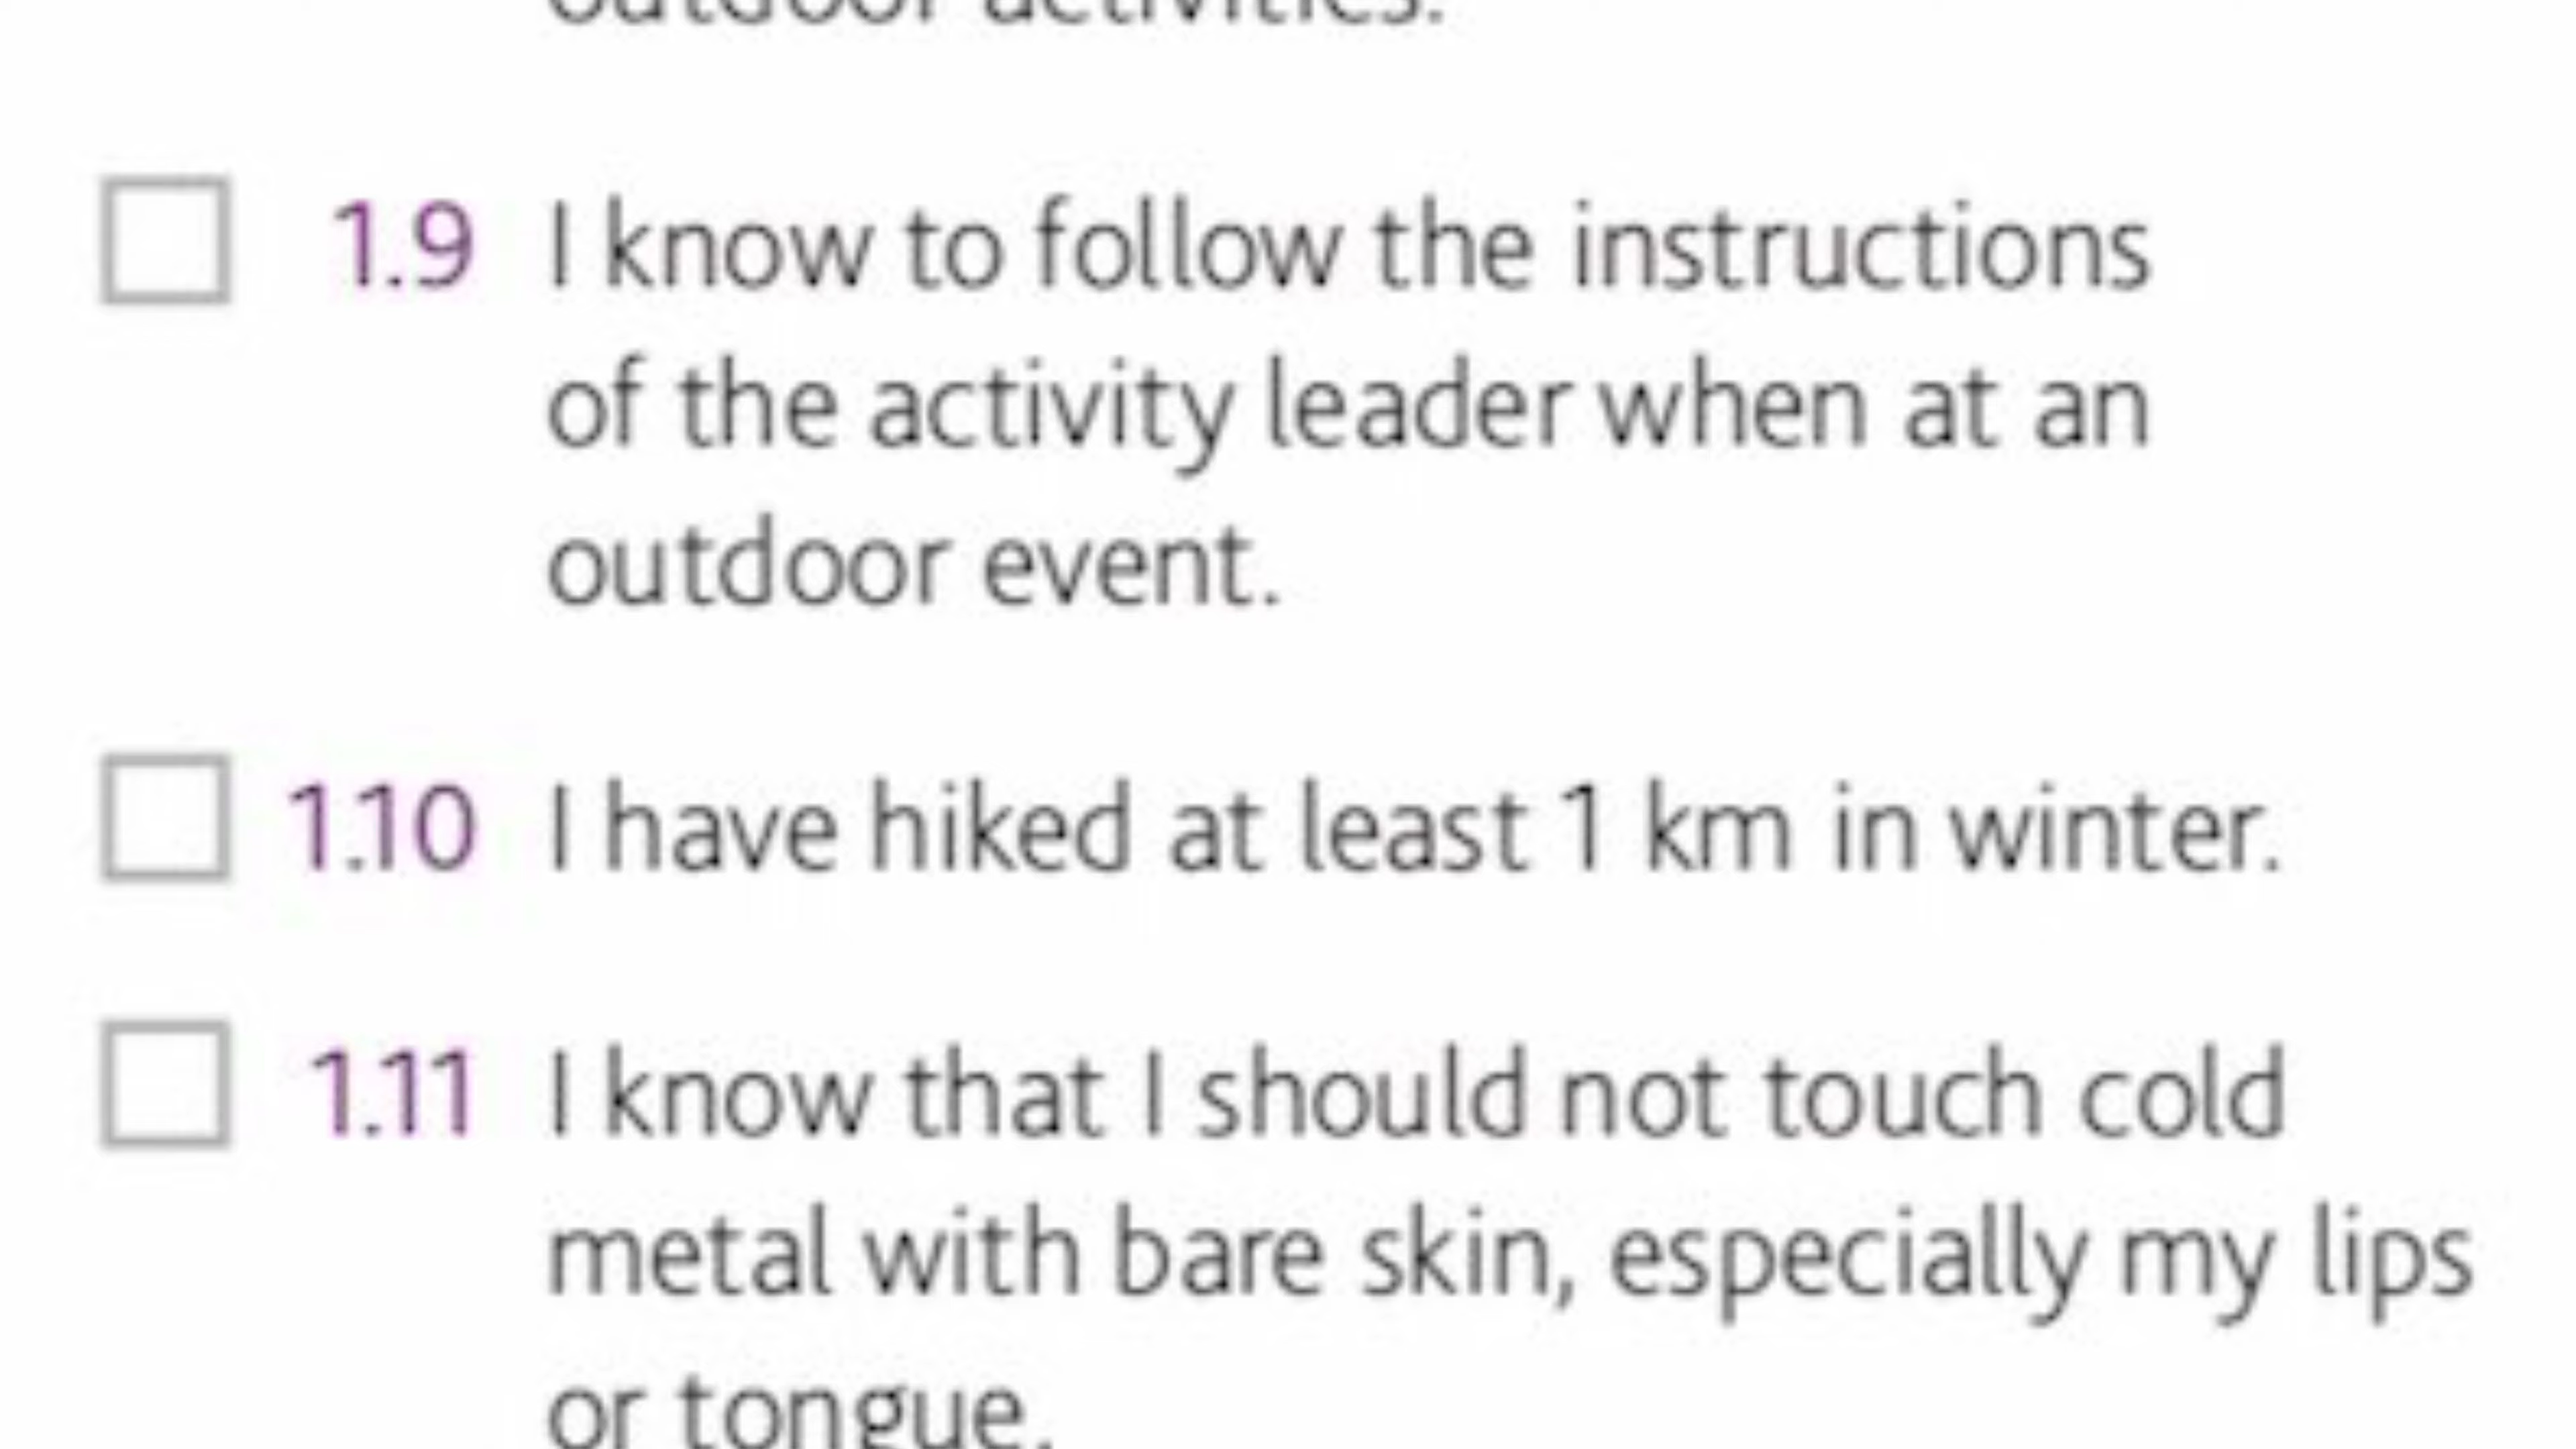 outdoor activities.
1.9 I know to follow the instructions
of the activity leader when at an
outdoor event.
1.10 I have hiked at least 1 km in winter.
1.11 I know that I should not touch cold
metal with bare skin, especially my lips
or tongue.